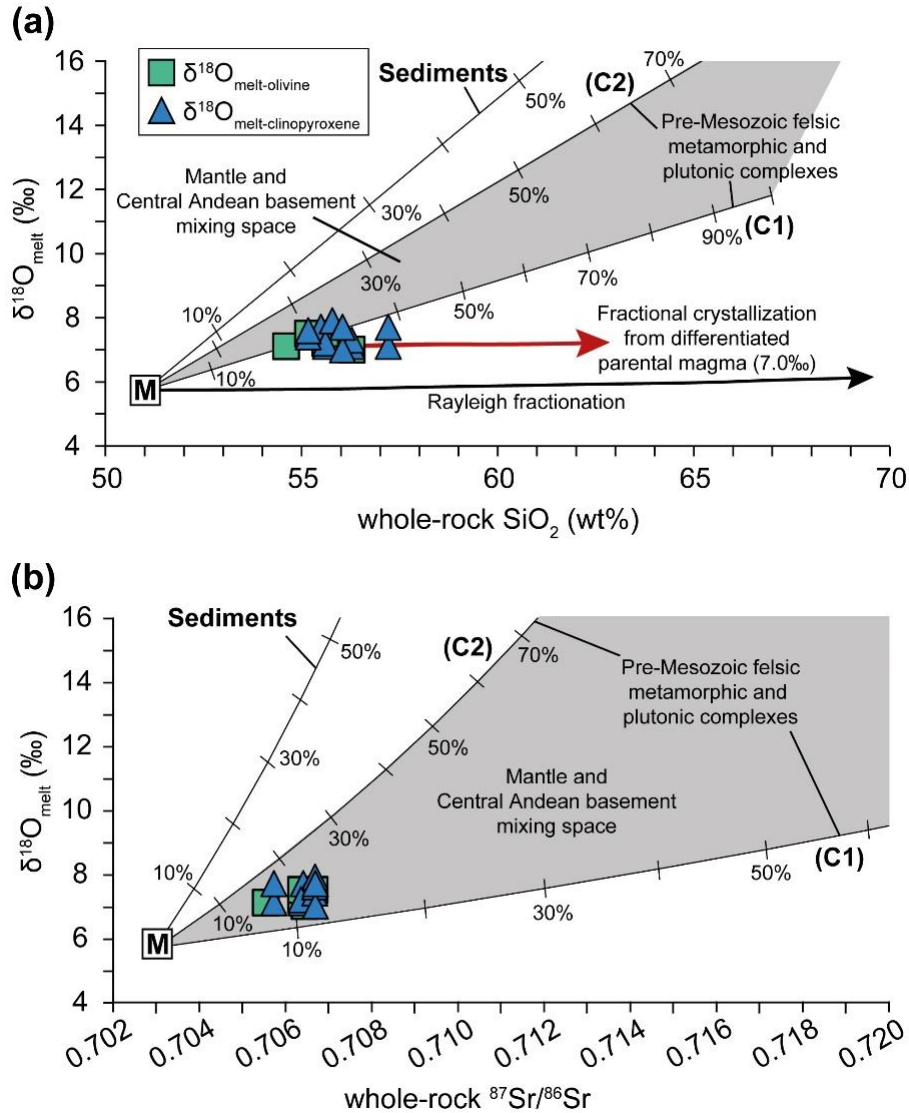 (a)
δ18Omelt-olivine
δ18Omelt-clinopyroxene
Sediments
50%
(C2)
70%
Pre-Mesozoic felsic
metamorphic and
plutonic complexes
Mantle and
Central Andean basement
mixing space
30%
50%
90%
(C1)
30%
70%
10%
50%
Fractional crystallization
from differentiated
parental magma (7.0‰)
10%
M
Rayleigh fractionation
16
14
12
10
8
6
4
δ18Omelt (‰)
50
55
60
65
70
whole-rock SiO2 (wt%)
(b)
Sediments
50%
(C2)
70%
Pre-Mesozoic felsic
metamorphic and
plutonic complexes
50%
30%
Mantle and
Central Andean basement
mixing space
30%
10%
(C1)
50%
10%
30%
10%
M
16
14
12
10
8
6
4
δ18Omelt (‰)
0.702
0.704
0.706
0.708
0.710
0.712
0.714
0.716
0.718
0.720
whole-rock 87Sr/86Sr